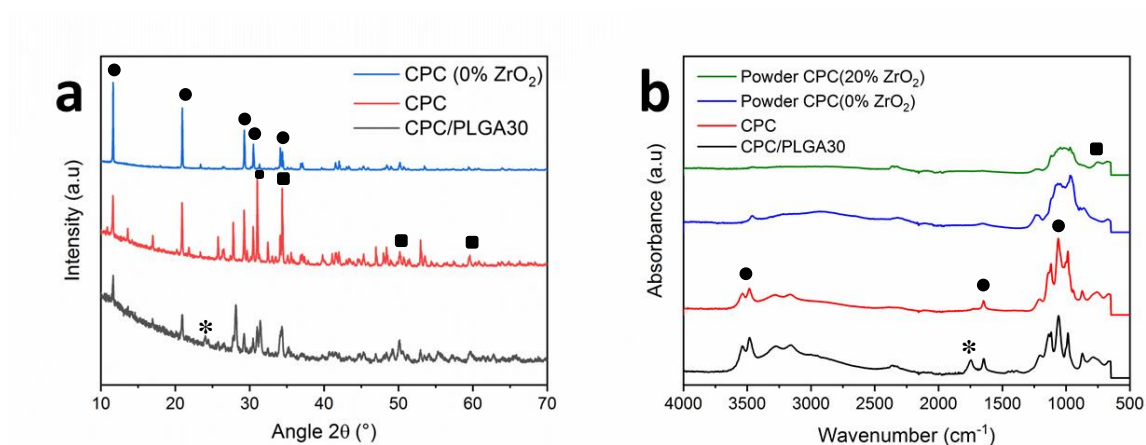 a
CPC (0% ZrO₂)
CPC
CPC/PLGA30
Intensity (a.u)
*
10 20 30 40 50 60 70
Angle 2θ (°)
b
Powder CPC(20% ZrO₂)
Powder CPC(0% ZrO₂)
CPC
CPC/PLGA30
Absorbance (a.u)
*
4000 3500 3000 2500 2000 1500 1000 500
Wavenumber (cm⁻¹)